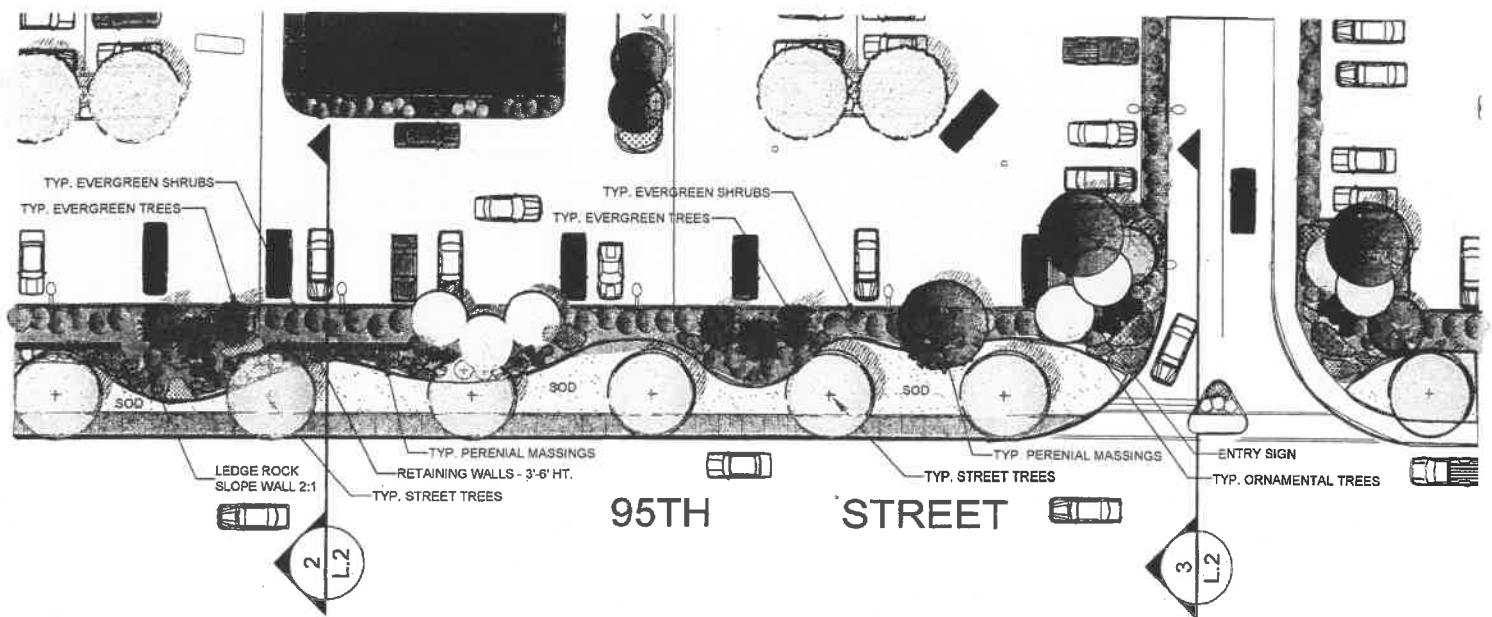 TYP. EVERGREEN SHRUBS
TYP. EVERGREEN TREES
TYP. EVERGREEN SHRUBS
TYP. EVERGREEN TREES
SOD
SOD
SOD
TYP. PERENIAL MASSINGS
RETAINING WALLS - 3'-6' HT.
LEDGE ROCK
SLOPE WALL 2:1
TYP. STREET TREES
TYP. PERENIAL MASSINGS
TYP. STREET TREES
ENTRY SIGN
TYP. ORNAMENTAL TREES
95TH STREET
2
L.2
3
L.2